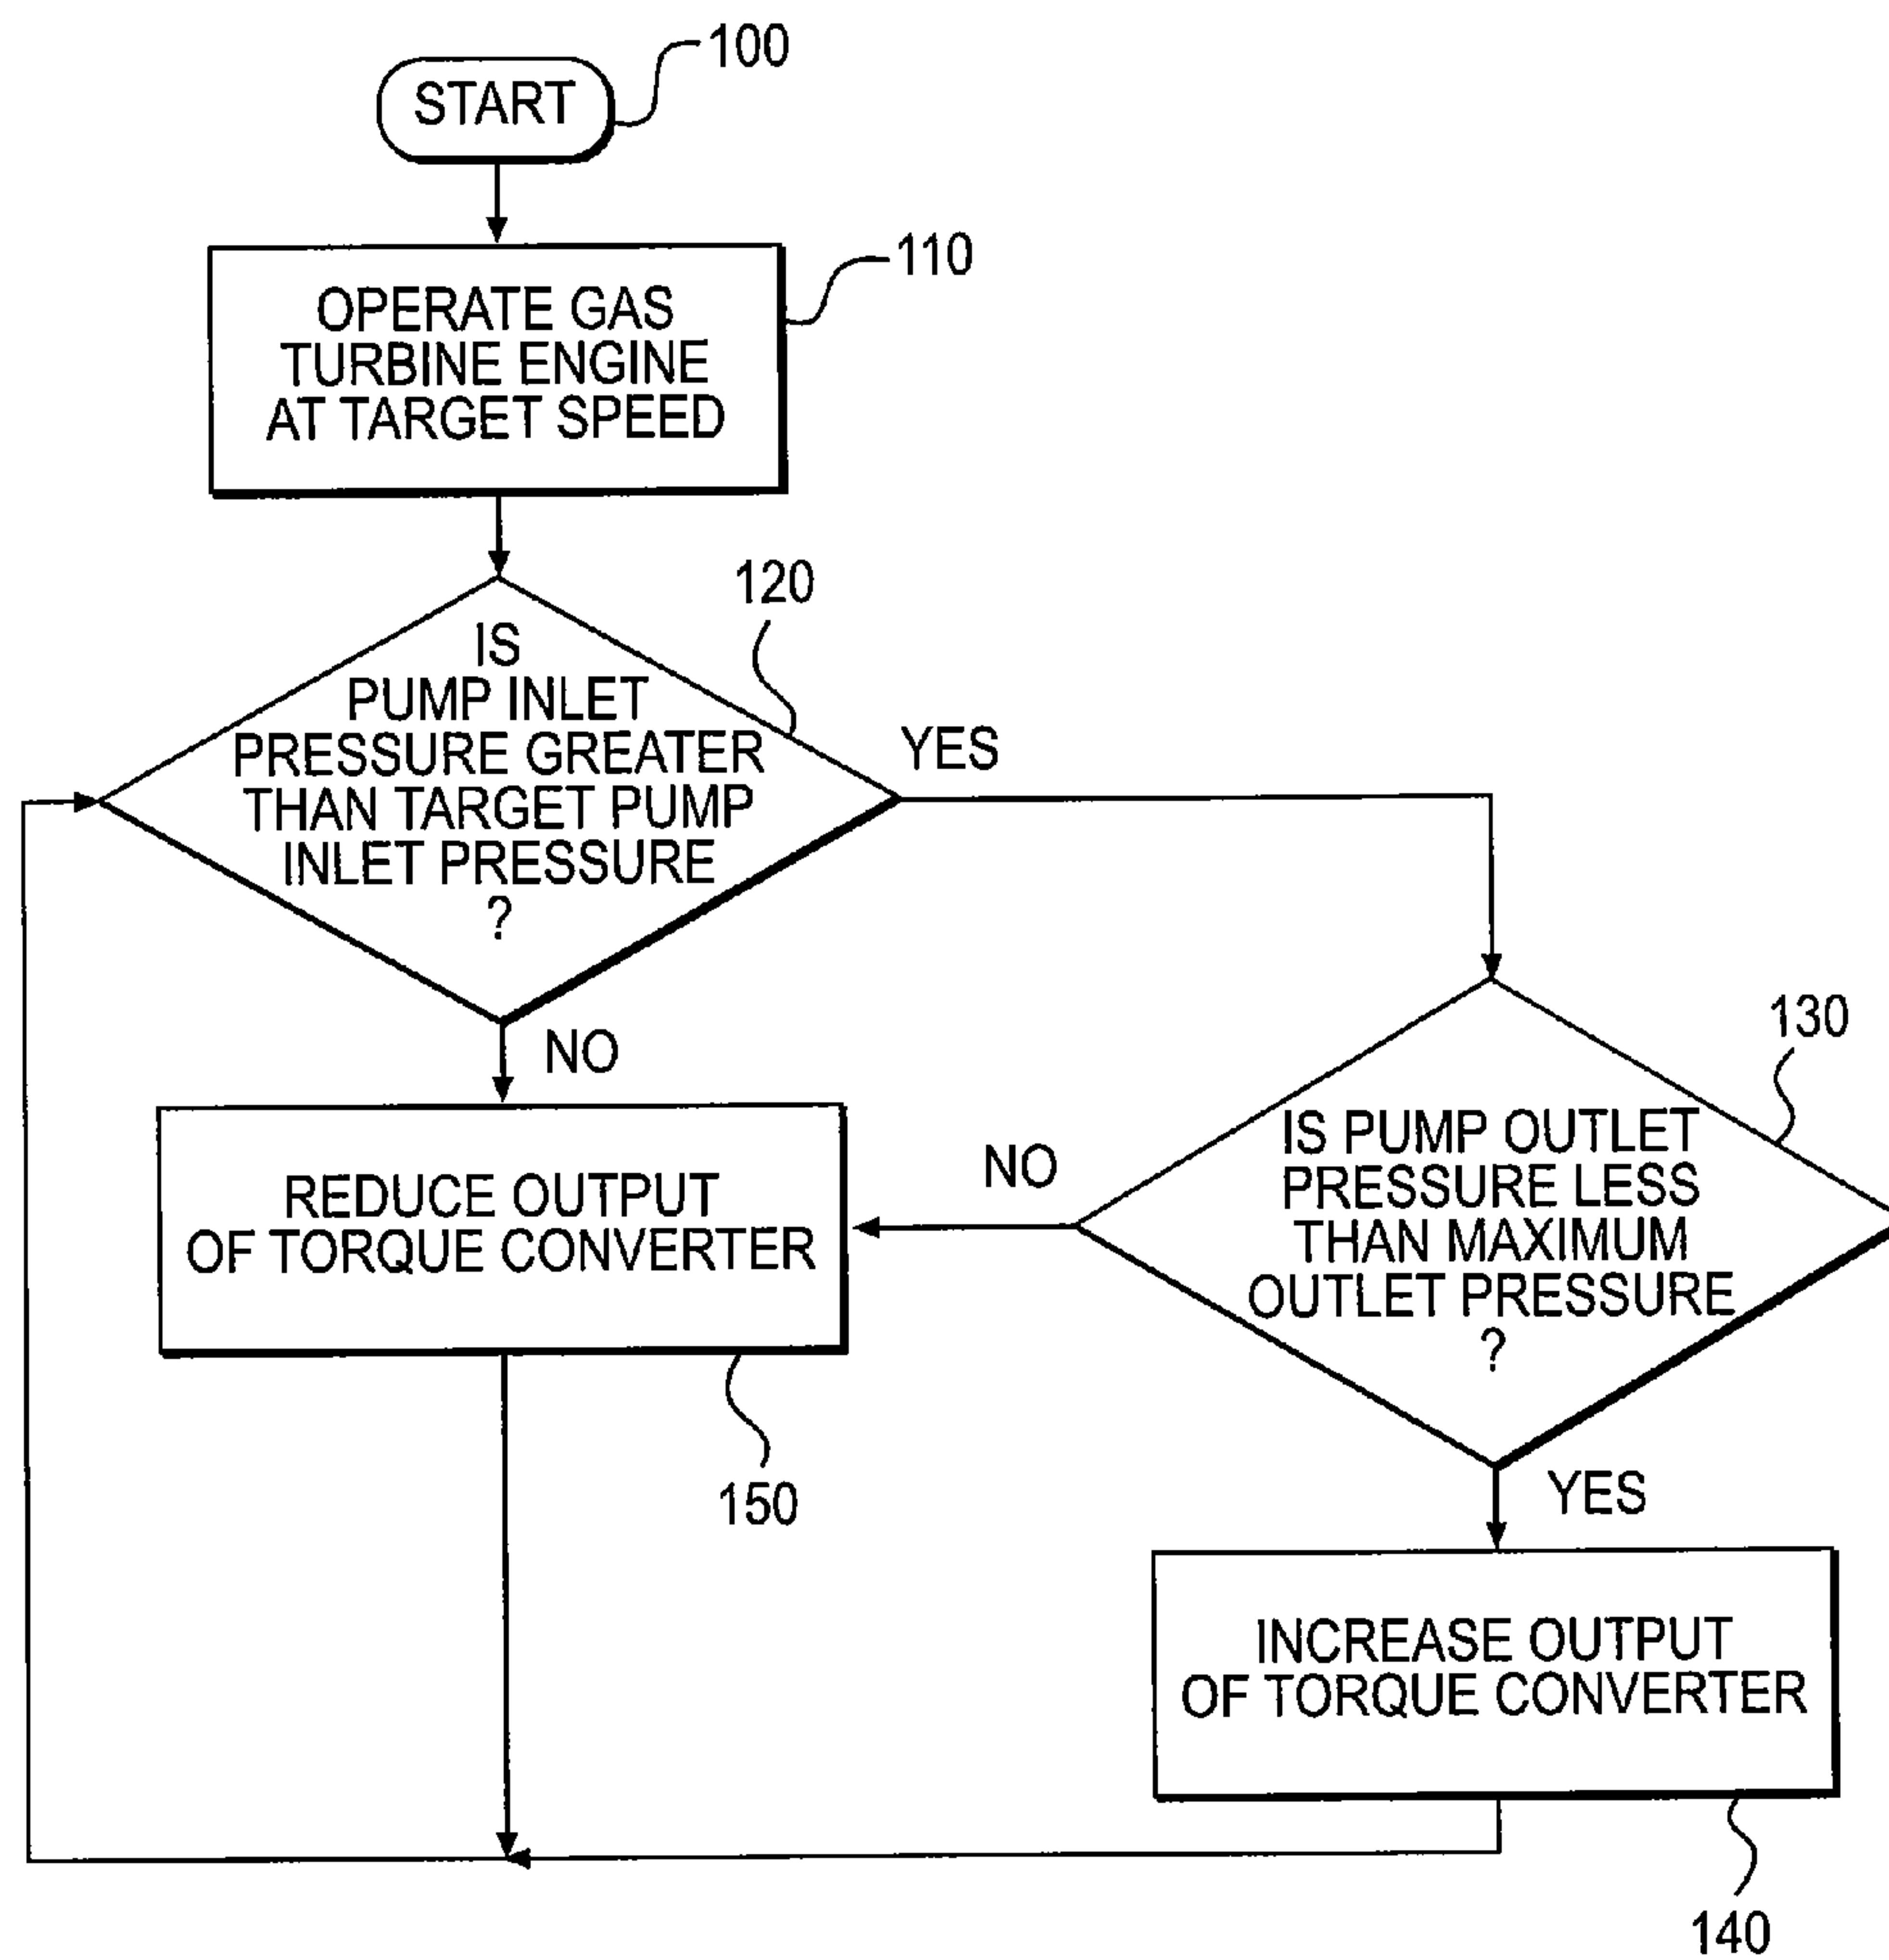 100
START
110
OPERATE GAS
TURBINE ENGINE
AT TARGET SPEED
120
IS
PUMP INLET
PRESSURE GREATER
THAN TARGET PUMP
INLET PRESSURE
?
YES
NO
130
IS PUMP OUTLET
PRESSURE LESS
THAN MAXIMUM
OUTLET PRESSURE
?
NO
REDUCE OUTPUT
OF TORQUE CONVERTER
150
YES
INCREASE OUTPUT
OF TORQUE CONVERTER
140